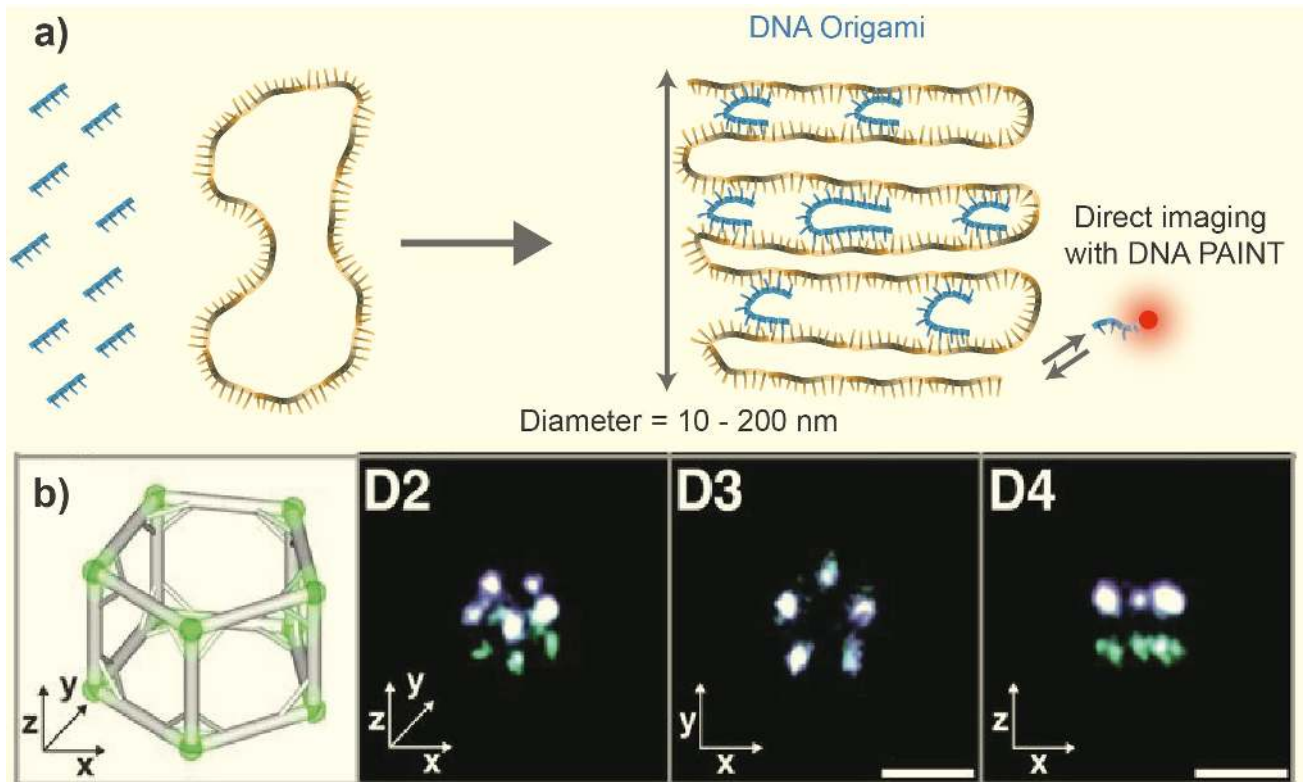 a)
DNA Origami
Direct imaging
with DNA PAINT
Diameter = 10 - 200 nm
b)
z
y
x
D2
z
y
x
D3
y
x
D4
z
x